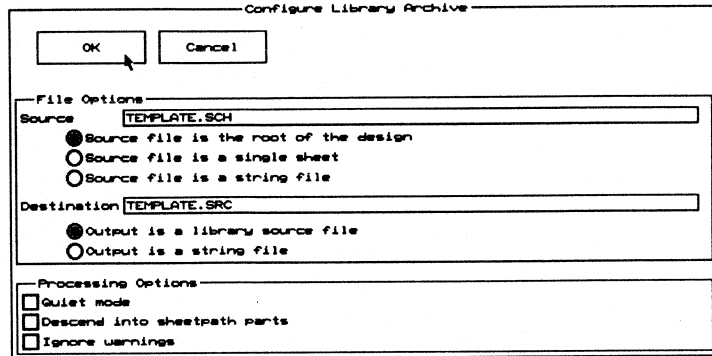 Configure Library Archive
OK Cancel
File Options
Source TEMPLATE.SCH
Source file is the root of the design
Source file is a single sheet
Source file is a string file
Destination TEMPLATE.SRC
Output is a library source file
Output is a string file
Processing Options
Quiet mode
Descend into sheetpath parts
Ignore warnings